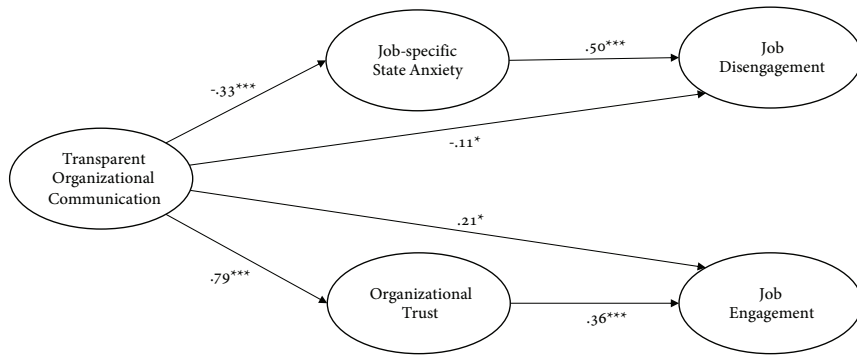 Job-specific
State Anxiety
.50***
Job
Disengagement
-.33***
-.11*
Transparent
Organizational
Communication
.21*
.79***
Organizational
Trust
.36***
Job
Engagement